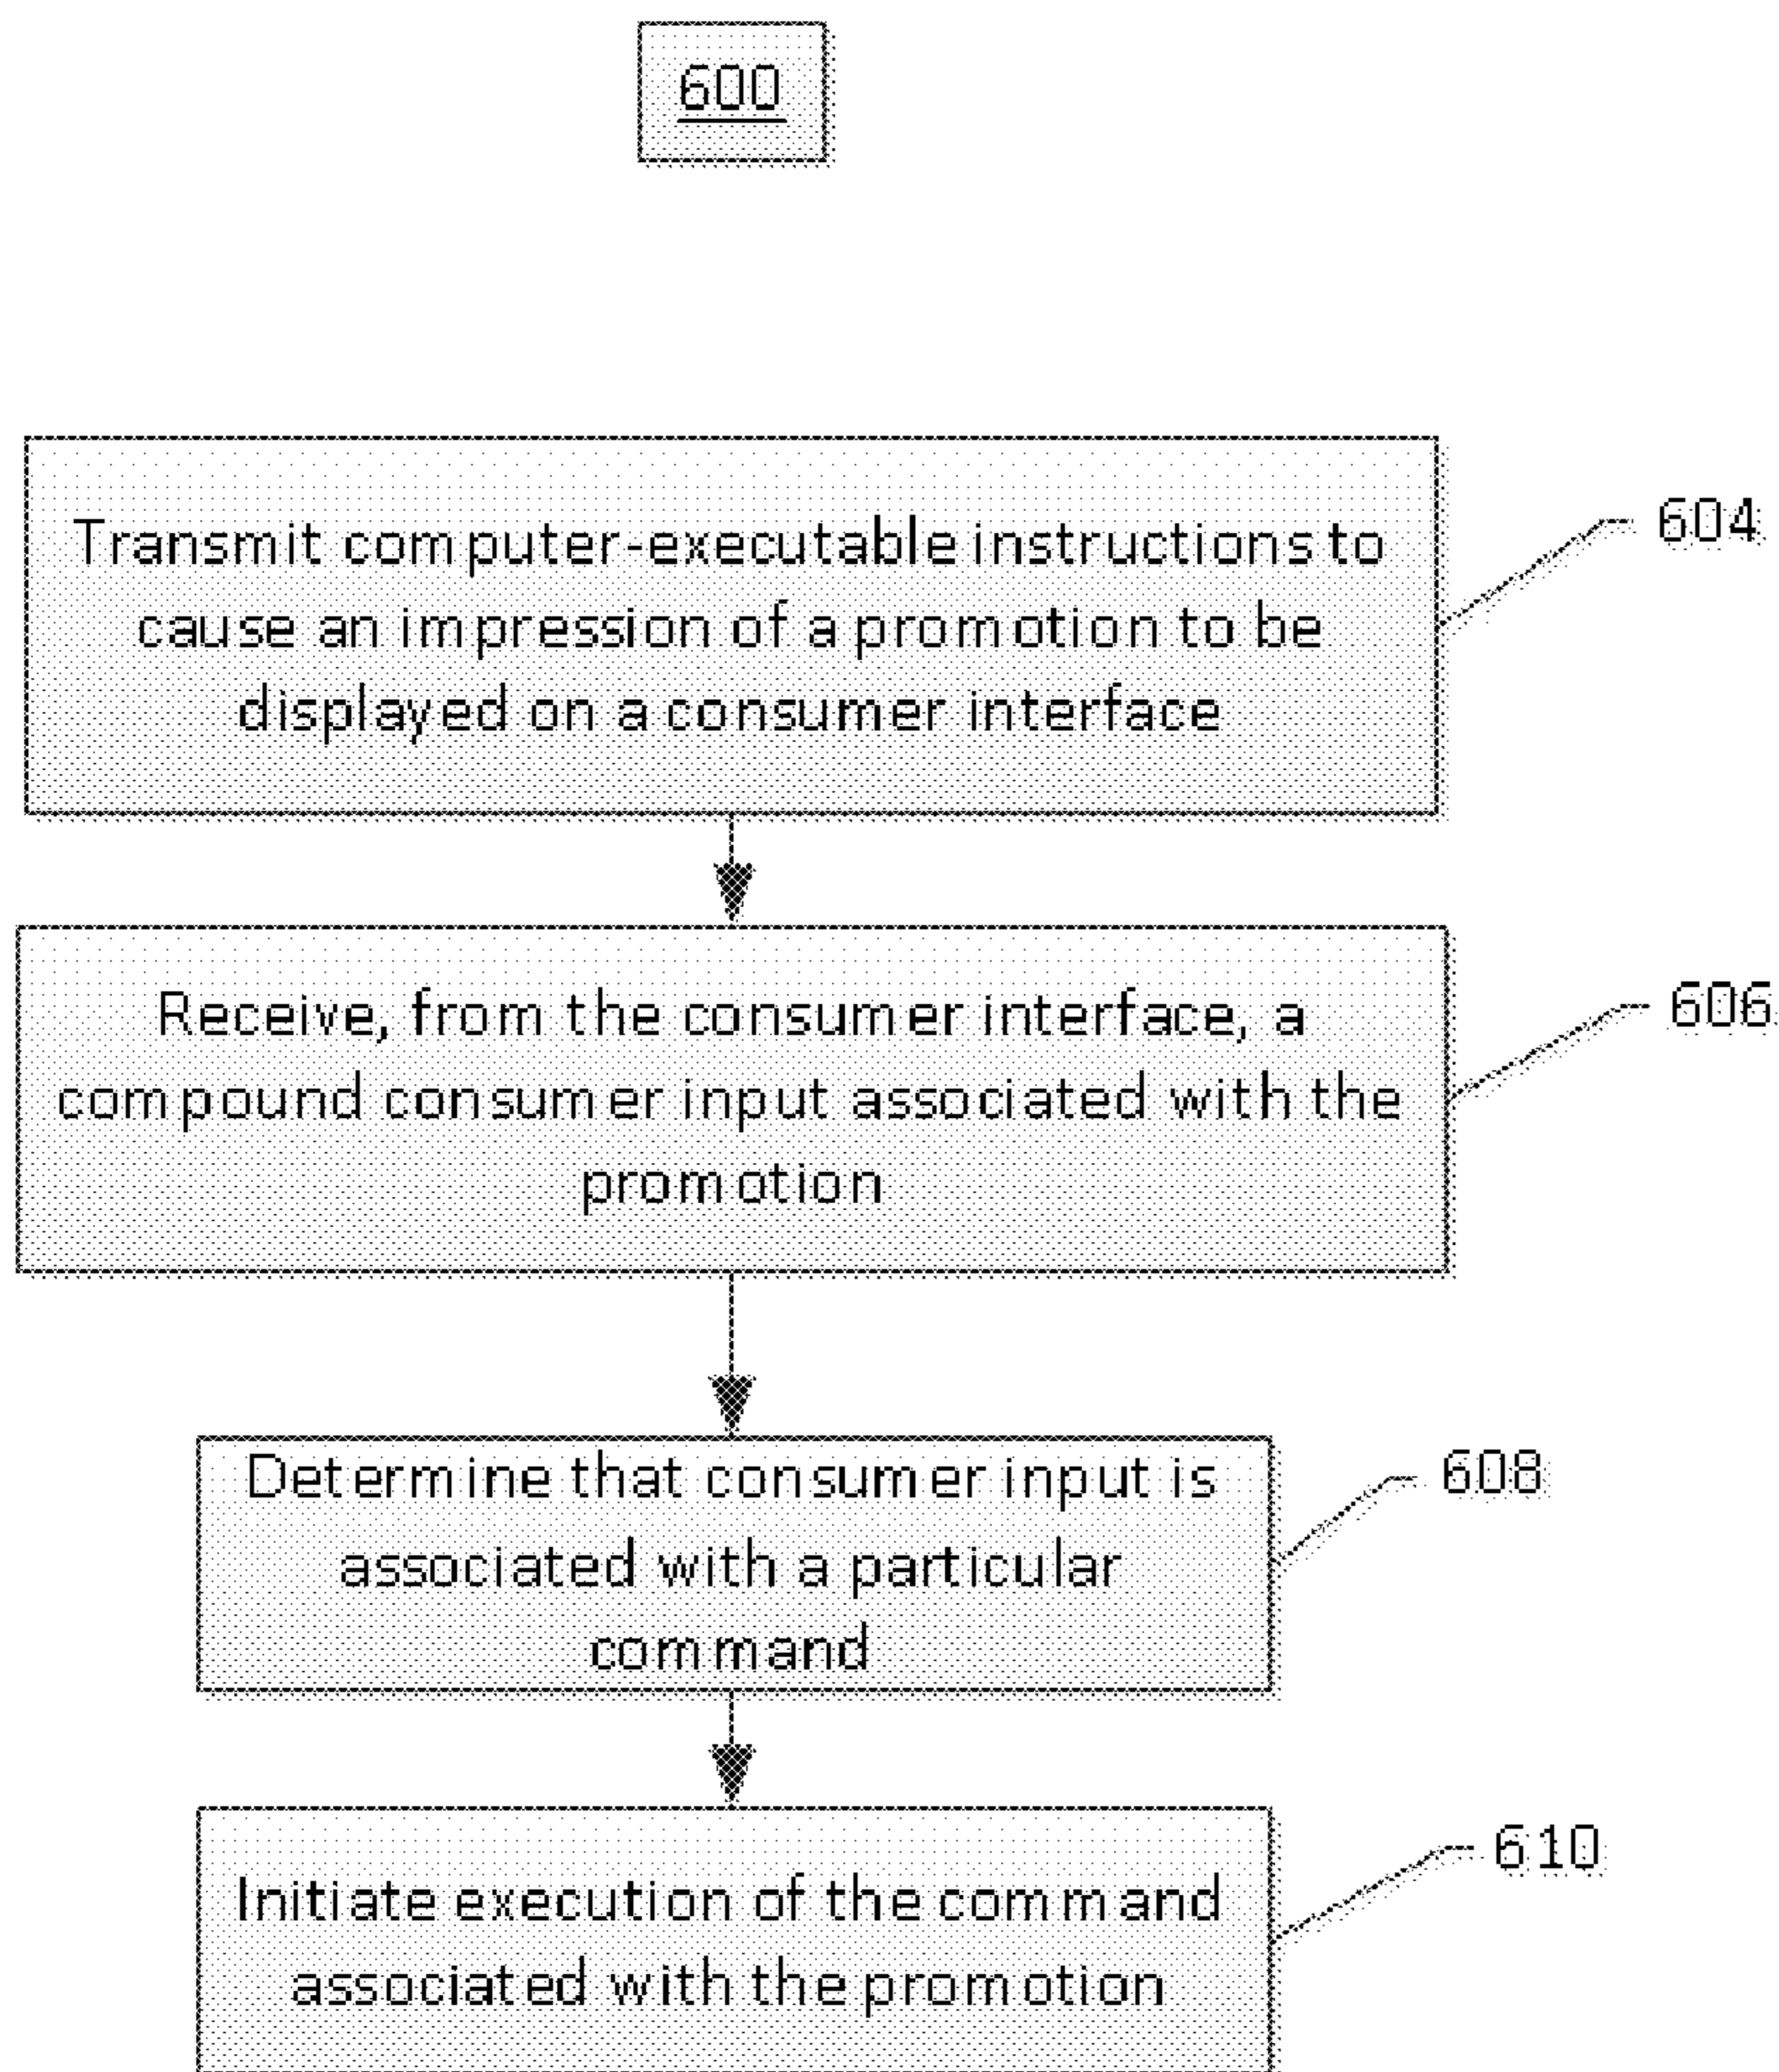 600
Transmit computer-executable instructions to
cause an impression of a promotion to be
displayed on a consumer interface
604
Receive, from the consumer interface, a
compound consumer input associated with the
promotion
606
Determine that consumer input is
associated with a particular
command
608
Initiate execution of the command
associated with the promotion
610